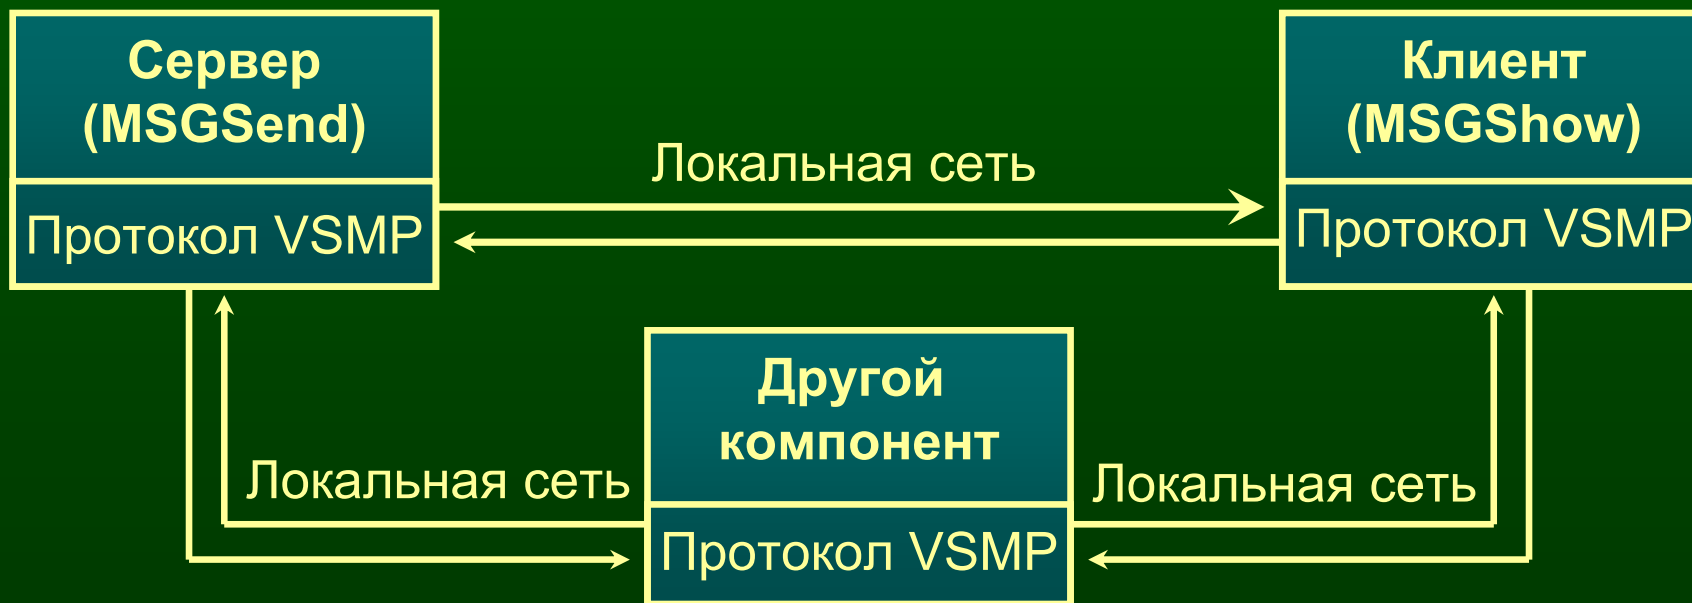 Сервер
(MSGSend)
Протокол VSMP
Локальная сеть
Клиент
(MSGShow)
Протокол VSMP
Локальная сеть
Другой
компонент
Протокол VSMP
Локальная сеть